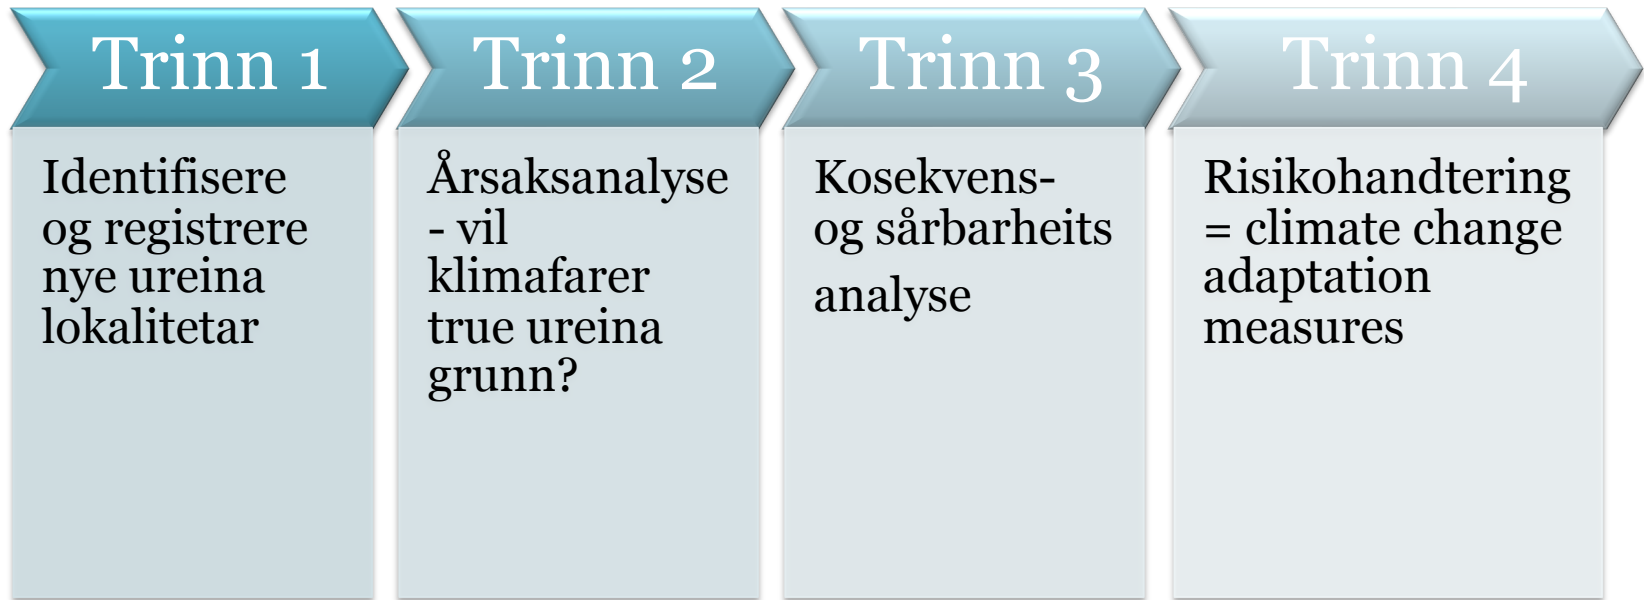 Trinn 1
Identifisere
og registrere
nye ureina
lokalitetar
Trinn 2
Årsaksanalyse
- vil
klimafarer
true ureina
grunn?
Trinn 3
Kosekvens-
og sårbarheits
analyse
Trinn 4
Risikohandtering
= climate change
adaptation
measures